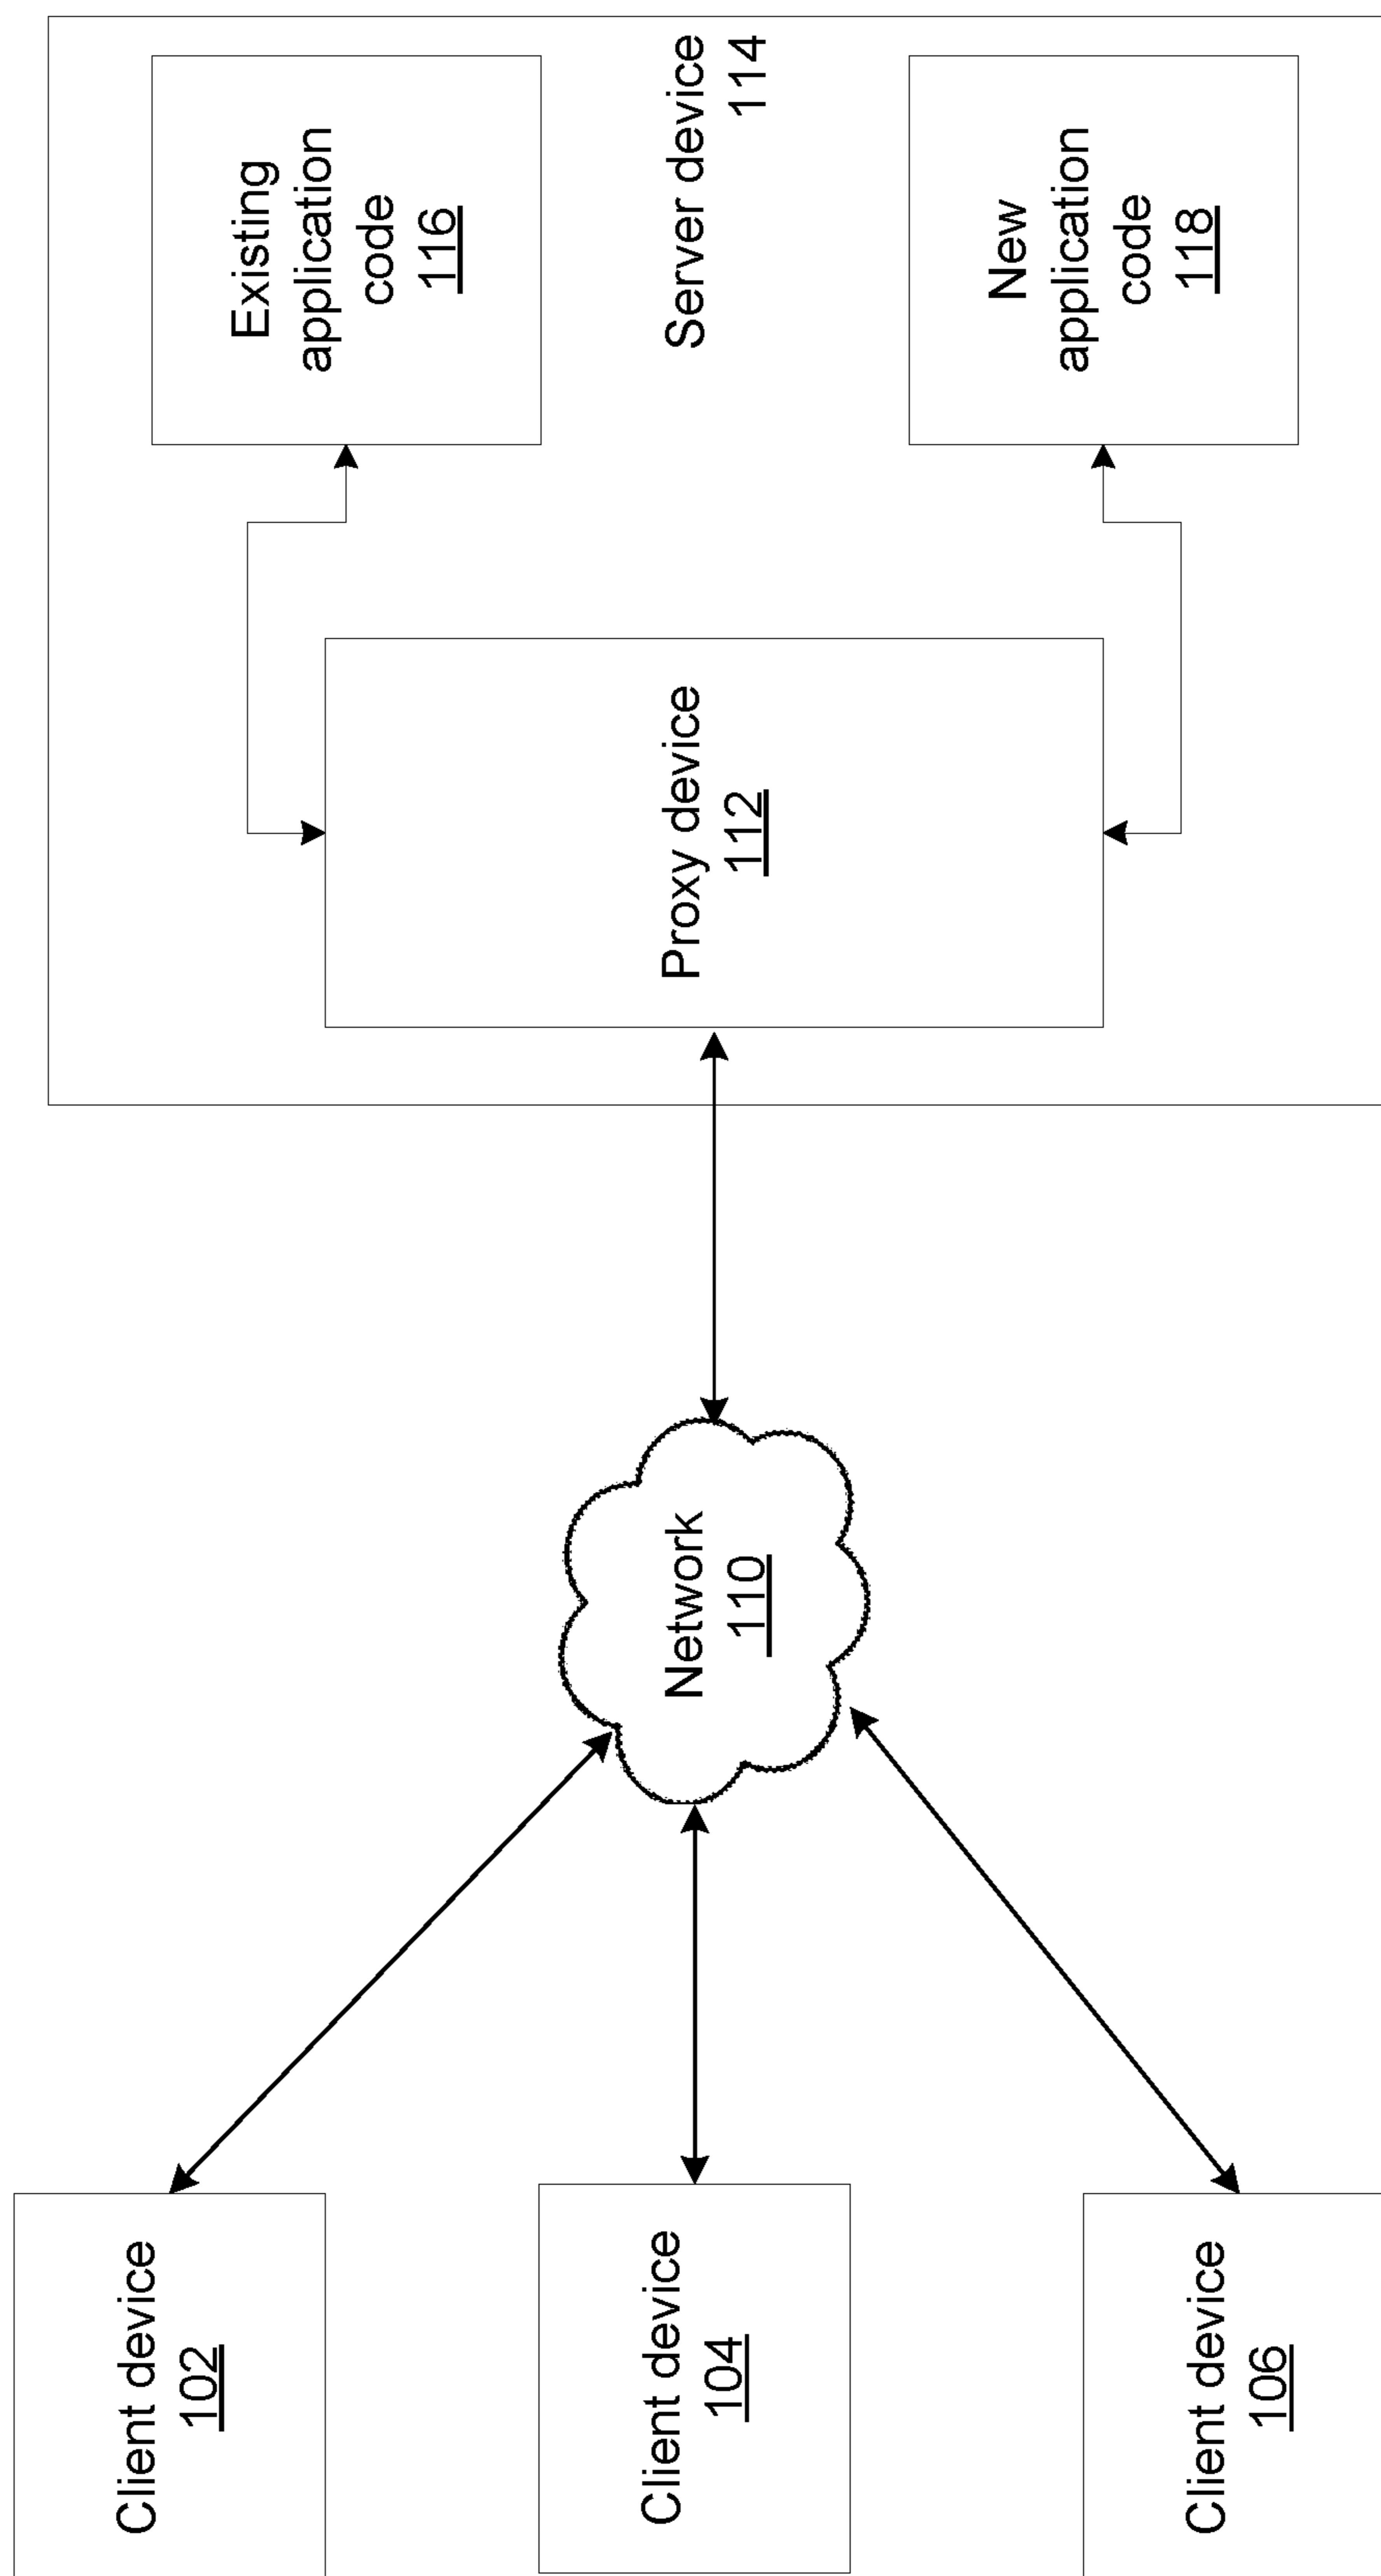 Client device
102
Client device
104
Client device
106
Network
110
Proxy device
112
Existing
application
code
116
Server device
114
New
application
code
118